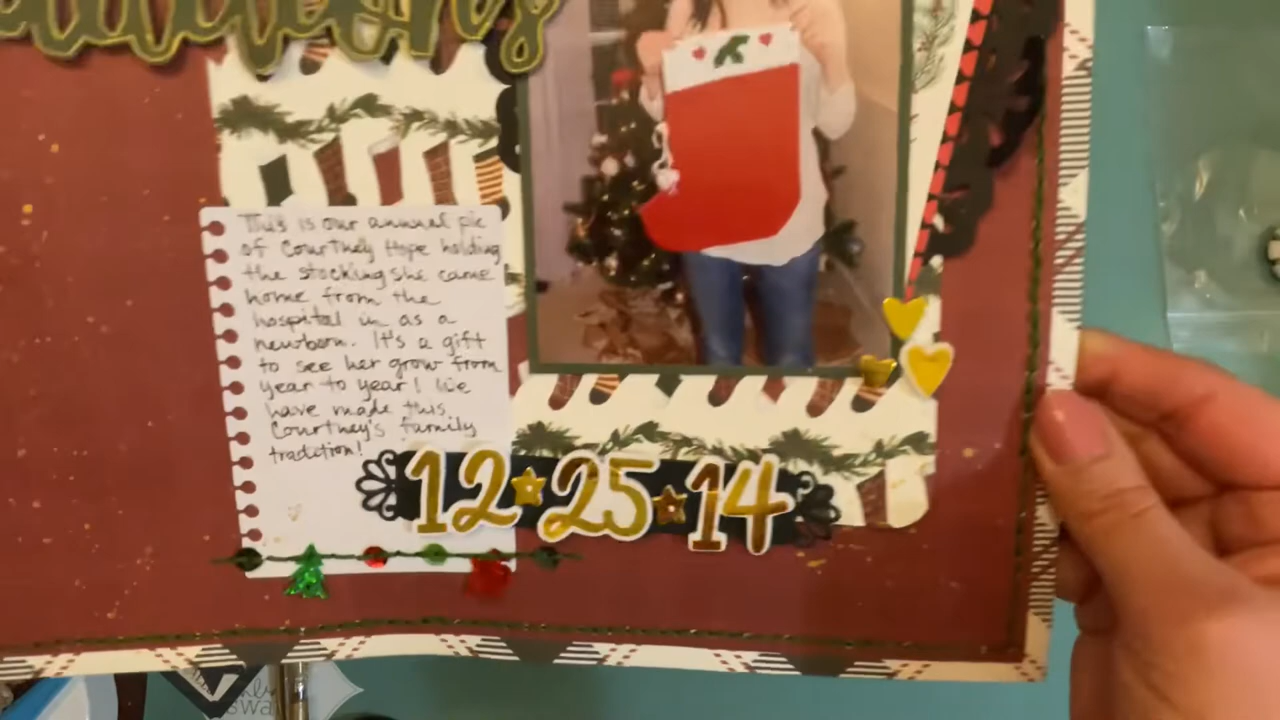 This is our annual pic
of Courtney Hope holding
the stocking she came
home from the
hospital in as a
newborn. It's a gift
to see her grow from
year to year! We
have made this
Courtney's family
tradition!
12 25 14